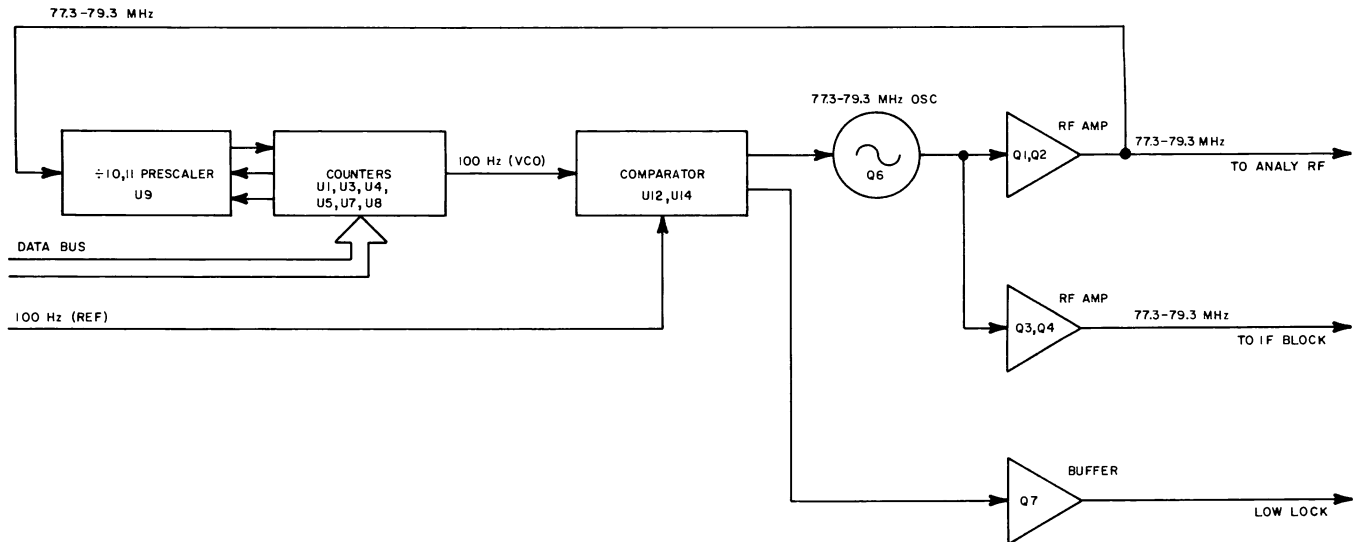 77.3-79.3 MHz
77.3-79.3 MHz OSC
RF AMP
Q1,Q2
77.3-79.3 MHz
TO ANALY RF
÷10,11 PRESCALER
U9
COUNTERS
U1, U3, U4,
U5, U7, U8
100 Hz (VCO)
COMPARATOR
U12, U14
Q6
DATA BUS
100 Hz (REF)
RF AMP
Q3,Q4
77.3-79.3 MHz
TO IF BLOCK
BUFFER
Q7
LOW LOCK